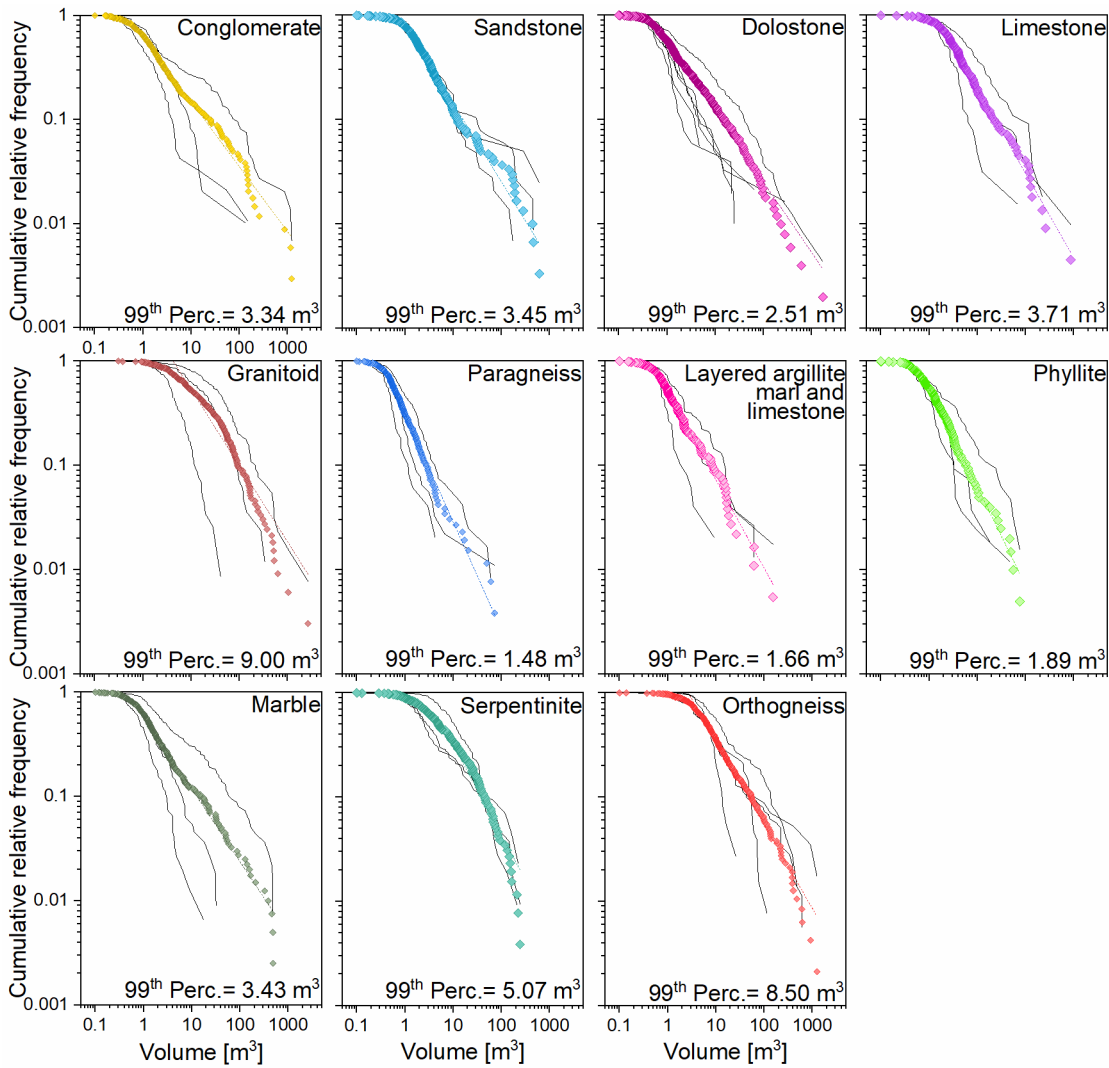 Cumulative relative frequency
1
0.1
0.01
0.001
Conglomerate
99th Perc.= 3.34 m3
0.1 1 10 100 1000
Sandstone
99th Perc.= 3.45 m3
Dolostone
99th Perc.= 2.51 m3
Limestone
99th Perc.= 3.71 m3
Cumulative relative frequency
1
0.1
0.01
0.001
Granitoid
99th Perc.= 9.00 m3
Paragneiss
99th Perc.= 1.48 m3
Layered argillite
marl and
limestone
99th Perc.= 1.66 m3
Phyllite
99th Perc.= 1.89 m3
Cumulative relative frequency
1
0.1
0.01
0.001
Marble
99th Perc.= 3.43 m3
0.1 1 10 100 1000
Volume [m3]
Serpentinite
99th Perc.= 5.07 m3
0.1 1 10 100 1000
Volume [m3]
Orthogneiss
99th Perc.= 8.50 m3
0.1 1 10 100 1000
Volume [m3]